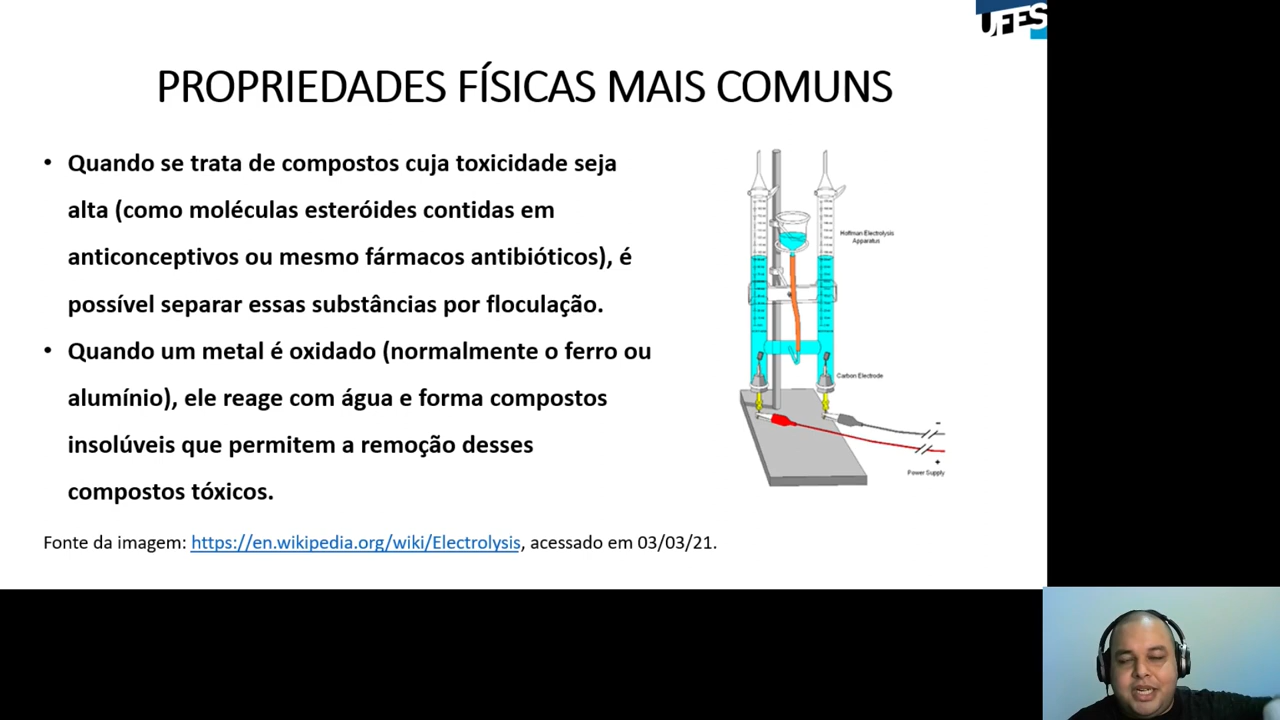 UFES
PROPRIEDADES FÍSICAS MAIS COMUNS
• Quando se trata de compostos cuja toxicidade seja
alta (como moléculas esteróides contidas em
anticonceptivos ou mesmo fármacos antibióticos), é
possível separar essas substâncias por floculação.
• Quando um metal é oxidado (normalmente o ferro ou
alumínio), ele reage com água e forma compostos
insolúveis que permitem a remoção desses
compostos tóxicos.
Hoffman Electrolysis
Apparatus
Carbon Electrode
-
+
Power Supply
Fonte da imagem: https://en.wikipedia.org/wiki/Electrolysis, acessado em 03/03/21.